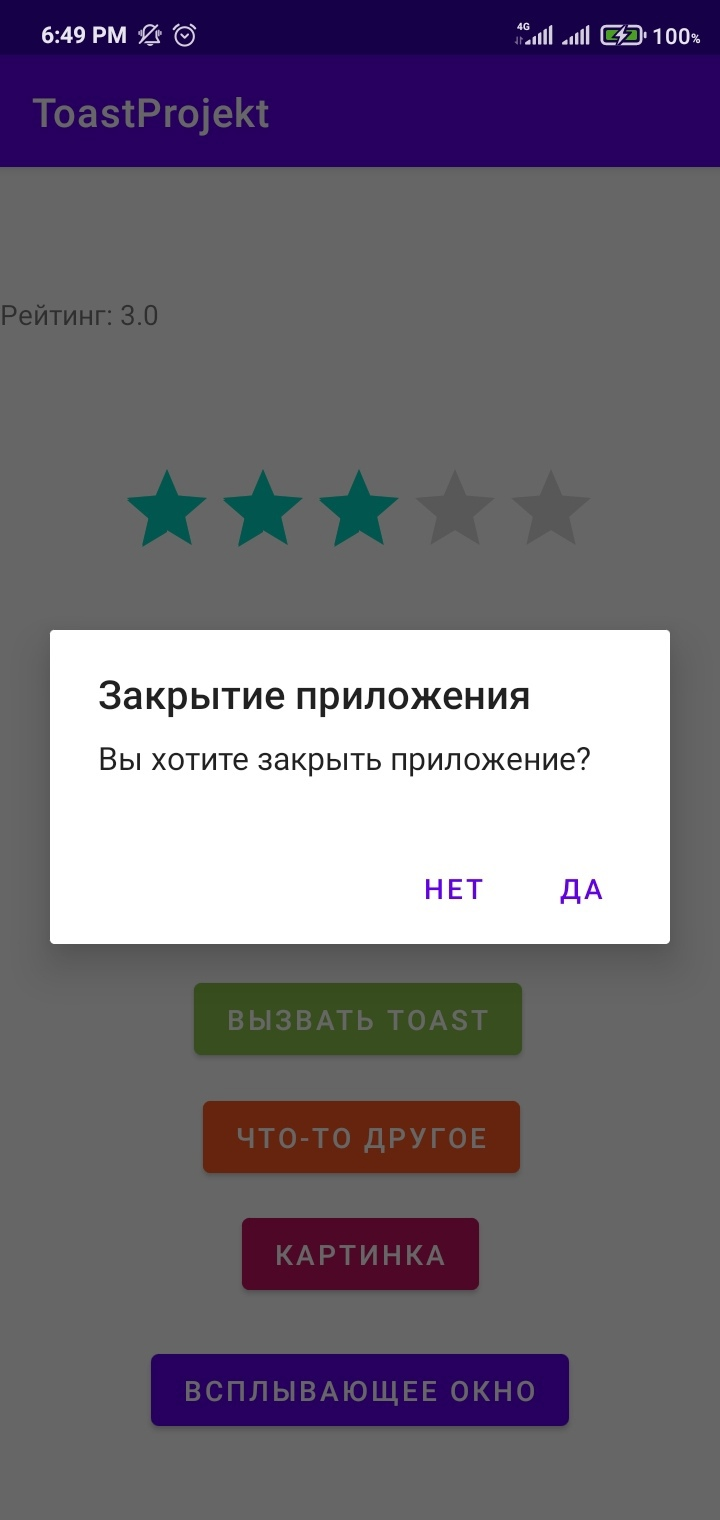 6:49 PM 4G 100%
ToastProjekt
Рейтинг: 3.0
Закрытие приложения
Вы хотите закрыть приложение?
НЕТ ДА
ВЫЗВАТЬ TOAST
ЧТО-ТО ДРУГОЕ
КАРТИНКА
ВСПЛЫВАЮЩЕЕ ОКНО